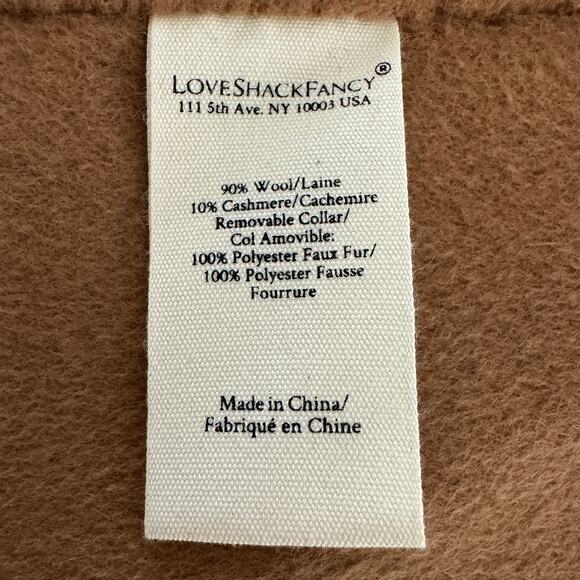 LOVESHACKFANCY®
111 5th Ave. NY 10003 USA
90% Wool/Laine
10% Cashmere/Cachemire
Removable Collar/
Col Amovible:
100% Polyester Faux Fur/
100% Polyester Fausse
Fourrure
Made in China/
Fabriqué en Chine